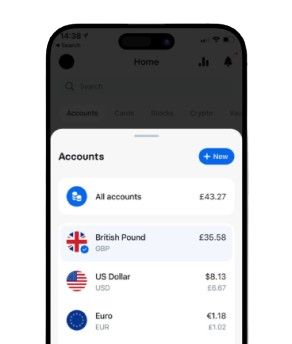 14:38
Search
Home
Search
Accounts Cards Stocks Crypto
Accounts
+ New
All accounts £43.27
British Pound £35.58
GBP
US Dollar $8.13
USD £6.67
Euro €1.18
EUR £1.02